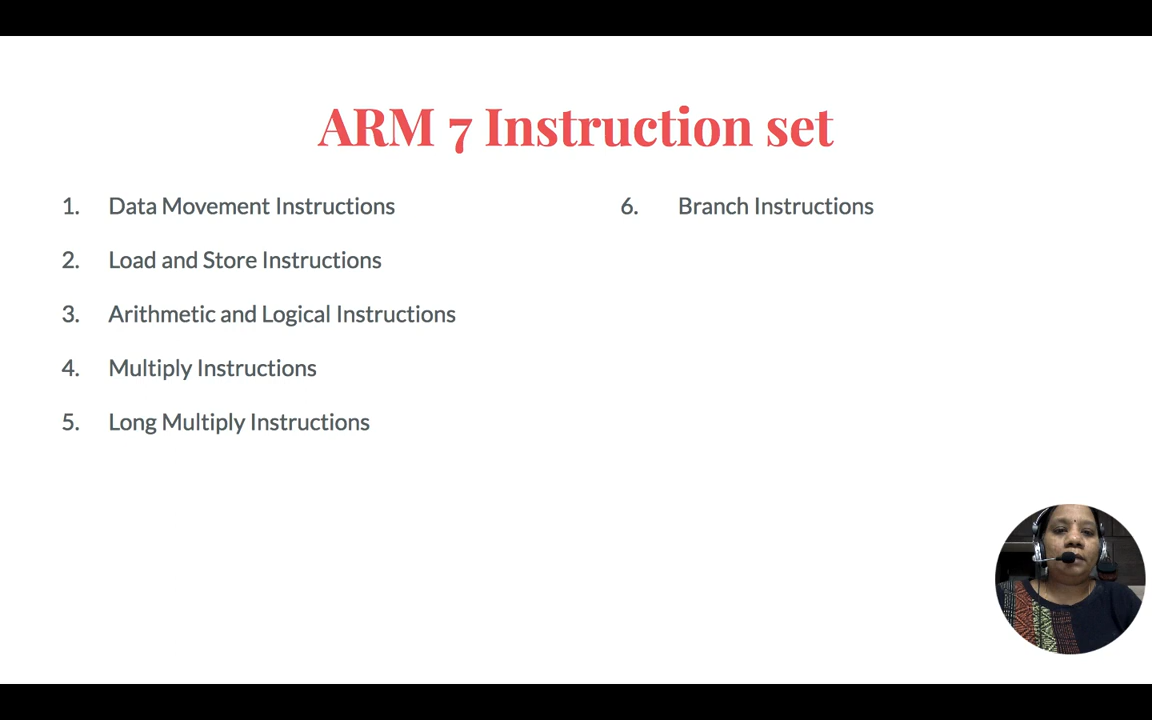 ARM 7 Instruction set
1. Data Movement Instructions
2. Load and Store Instructions
3. Arithmetic and Logical Instructions
4. Multiply Instructions
5. Long Multiply Instructions
6. Branch Instructions